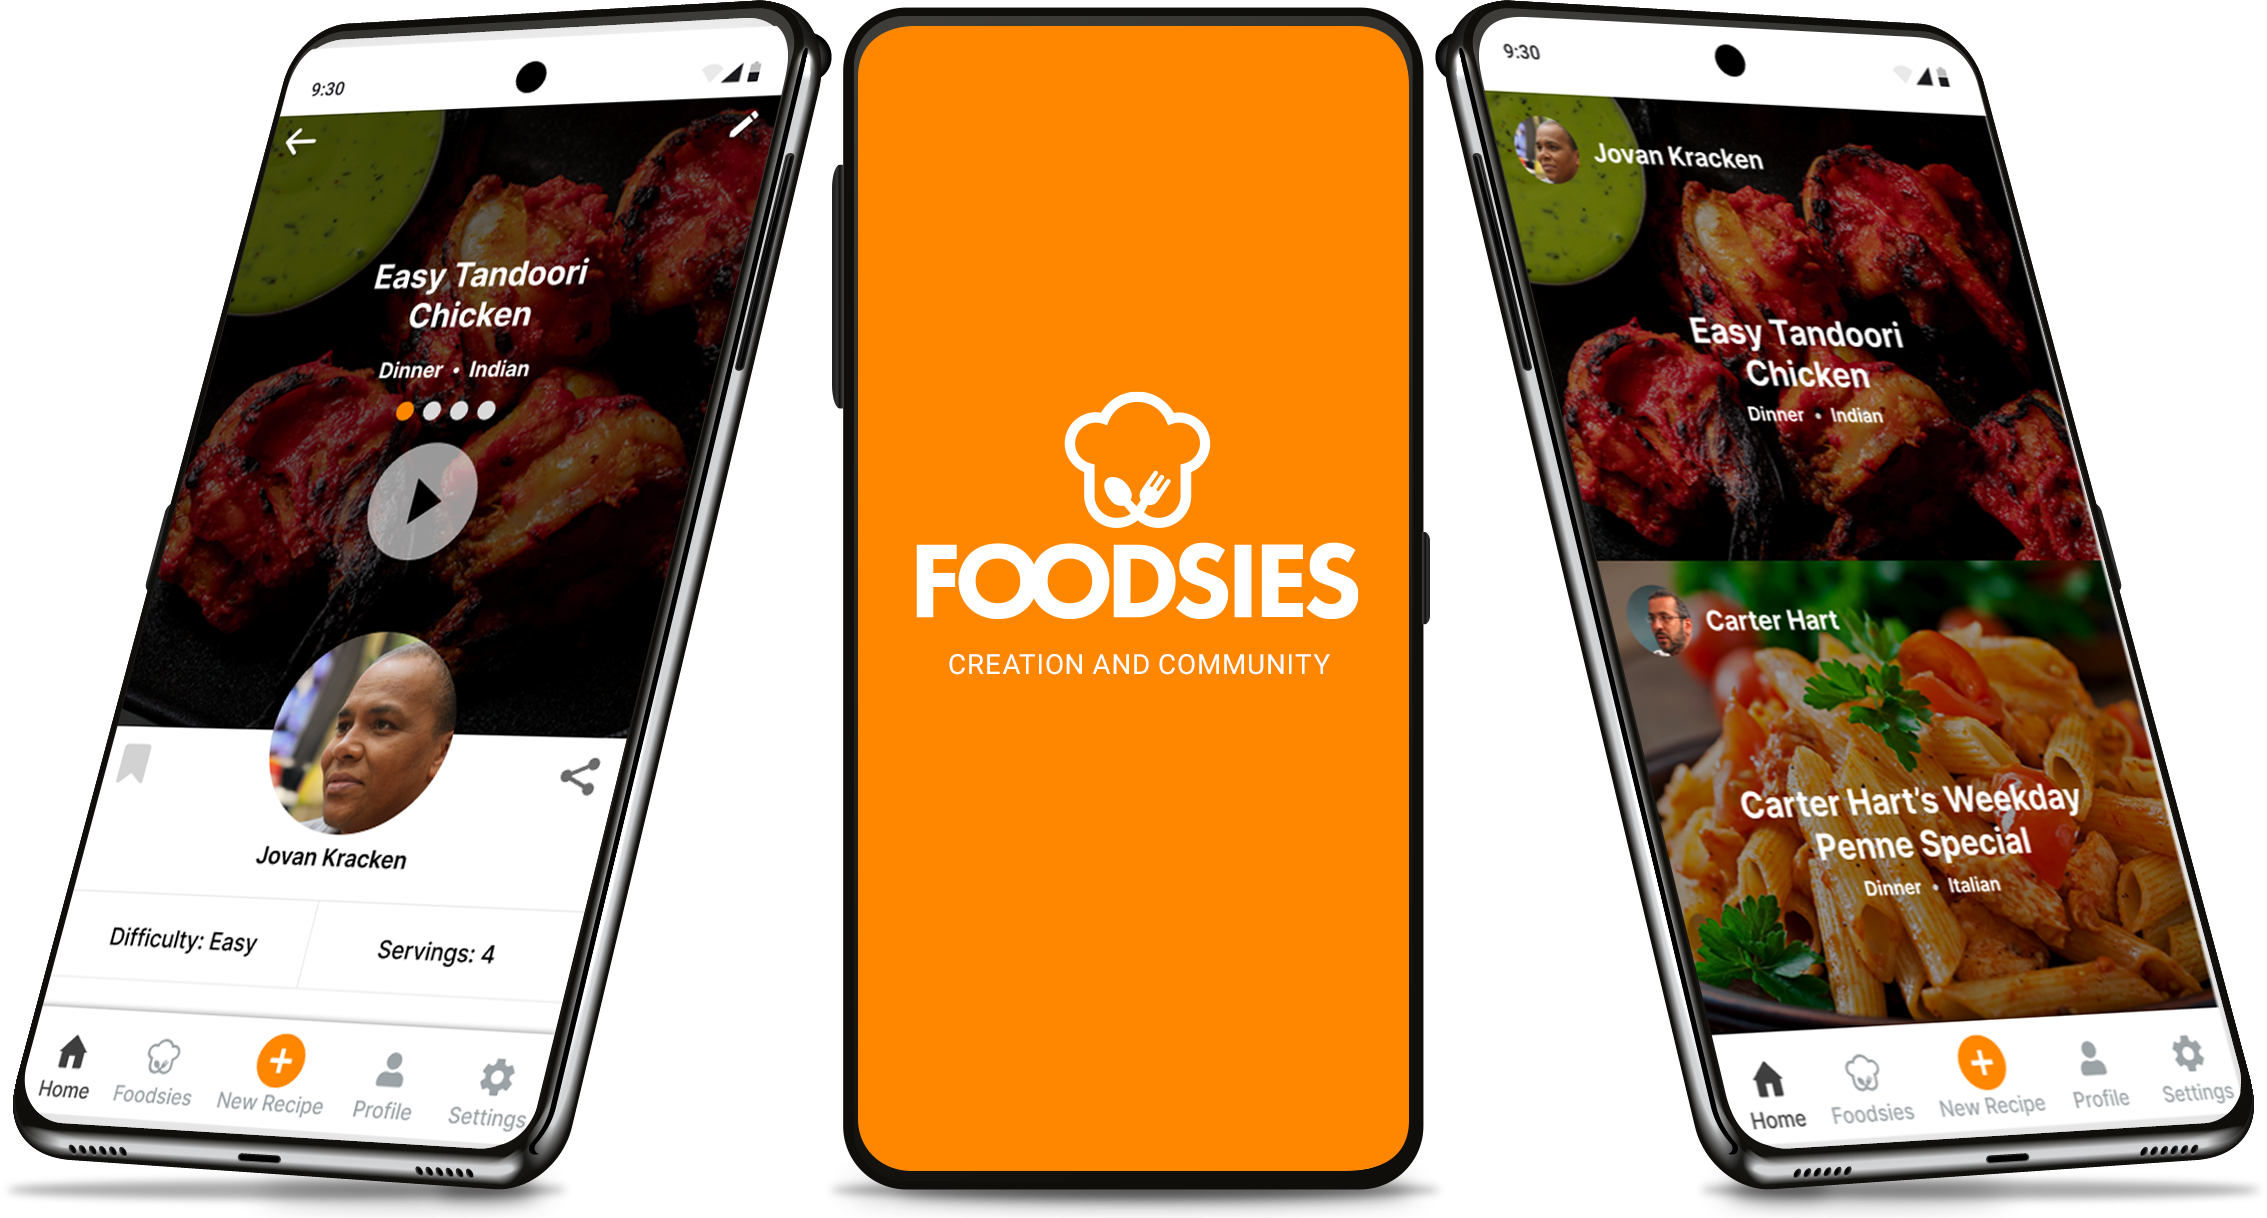 9:30
Easy Tandoori
Chicken
Dinner • Indian
Jovan Kracken
Difficulty: Easy
Servings: 4
Home
Foodsies
New Recipe
Profile
Settings
FOODSIES
CREATION AND COMMUNITY
9:30
Jovan Kracken
Easy Tandoori
Chicken
Dinner • Indian
Carter Hart
Carter Hart's Weekday
Penne Special
Dinner • Italian
Home
Foodsies
New Recipe
Profile
Settings